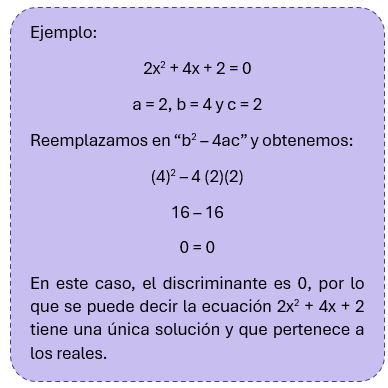 Ejemplo:
2x² + 4x + 2 = 0
a = 2, b = 4 y c = 2
Reemplazamos en “b² – 4ac” y obtenemos:
(4)² – 4 (2)(2)
16 – 16
0 = 0
En este caso, el discriminante es 0, por lo
que se puede decir la ecuación 2x² + 4x + 2
tiene una única solución y que pertenece a
los reales.